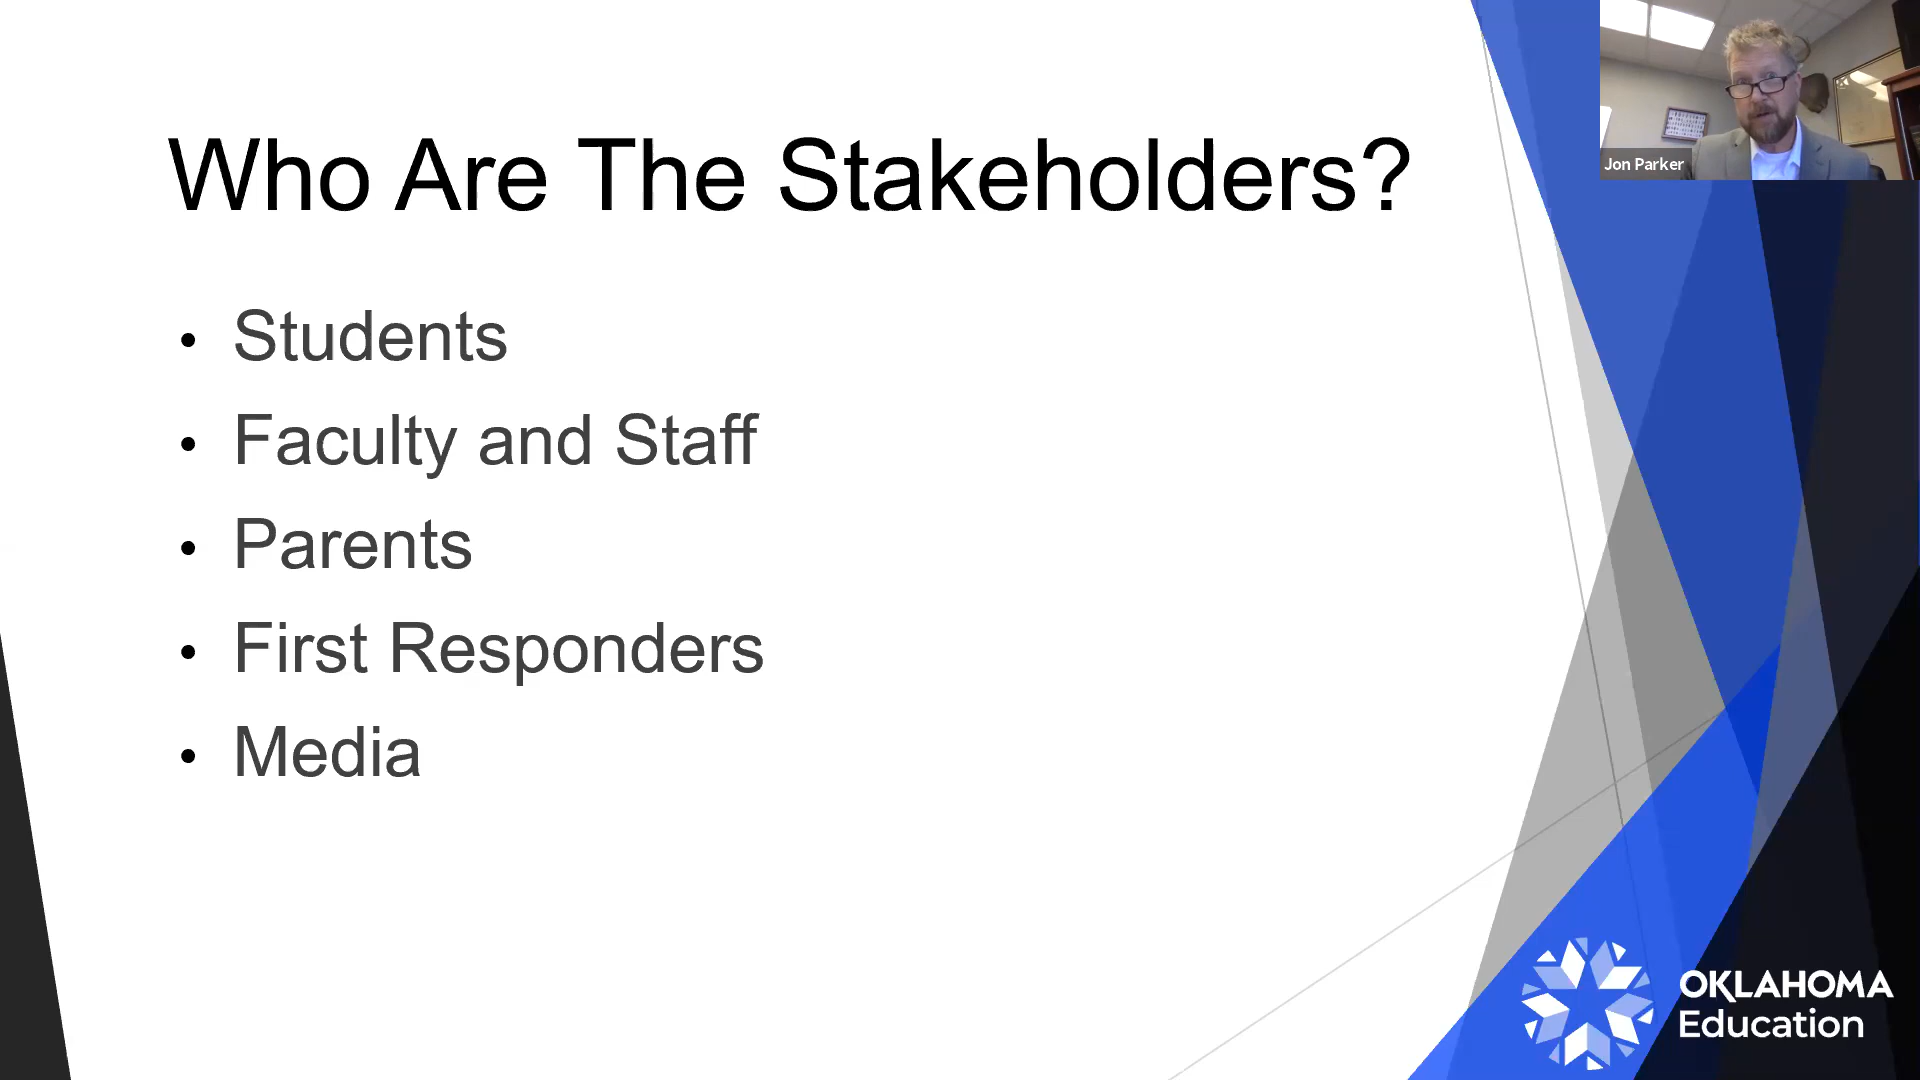 Who Are The Stakeholders?
• Students
• Faculty and Staff
• Parents
• First Responders
• Media
Jon Parker
OKLAHOMA
Education